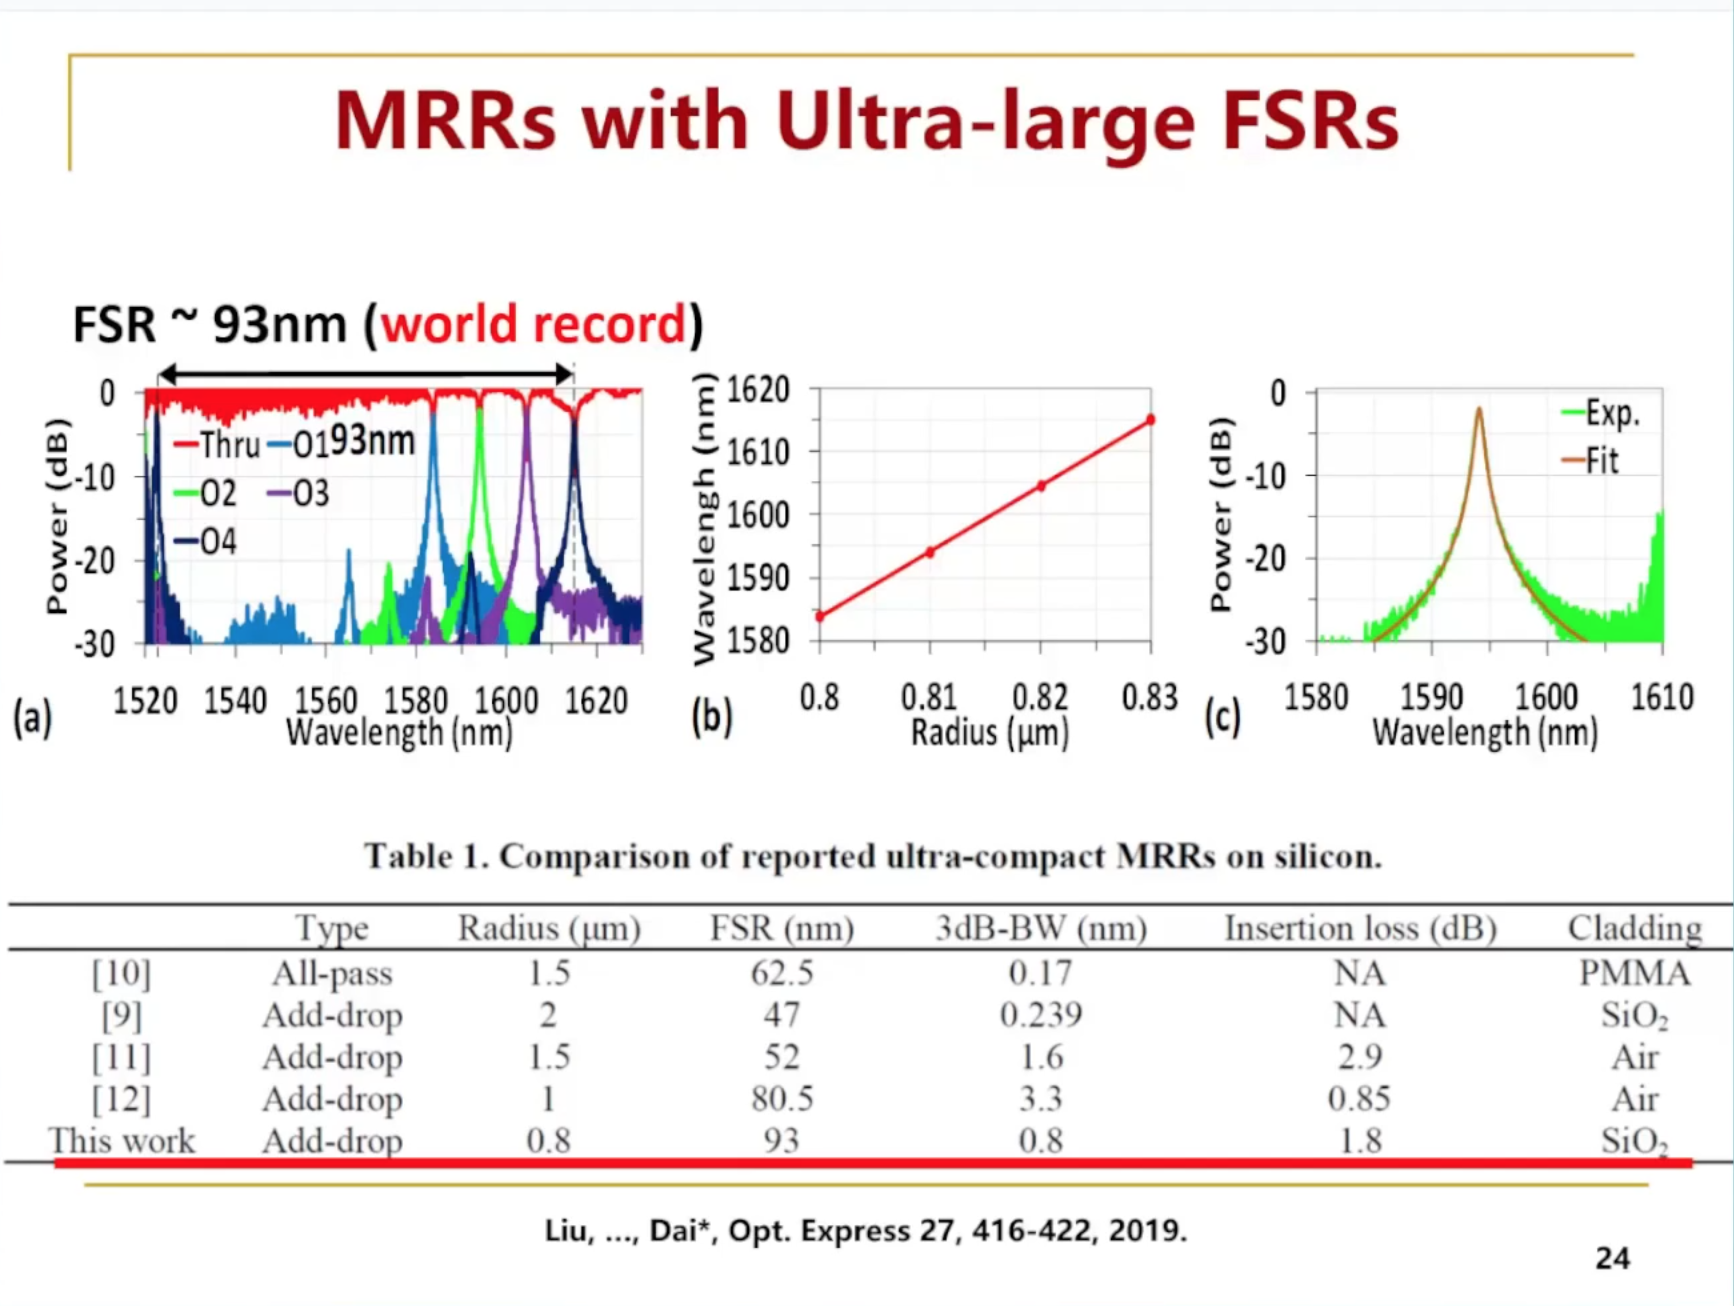 MRRs with Ultra-large FSRs
FSR ~ 93nm (world record)
Power (dB)
0
-10
-20
-30
Thru O1 93nm
O2 O3
O4
1520 1540 1560 1580 1600 1620
Wavelength (nm)
(a)
Wavelengh (nm)
1620
1610
1600
1590
1580
0.8 0.81 0.82 0.83
Radius (µm)
(b)
Power (dB)
0
-10
-20
-30
Exp.
Fit
1580 1590 1600 1610
Wavelength (nm)
(c)
Table 1. Comparison of reported ultra-compact MRRs on silicon.
Type Radius (µm) FSR (nm) 3dB-BW (nm) Insertion loss (dB) Cladding
[10] All-pass 1.5 62.5 0.17 NA PMMA
[9] Add-drop 2 47 0.239 NA SiO₂
[11] Add-drop 1.5 52 1.6 2.9 Air
[12] Add-drop 1 80.5 3.3 0.85 Air
This work Add-drop 0.8 93 0.8 1.8 SiO₂
Liu, ..., Dai*, Opt. Express 27, 416-422, 2019.
24